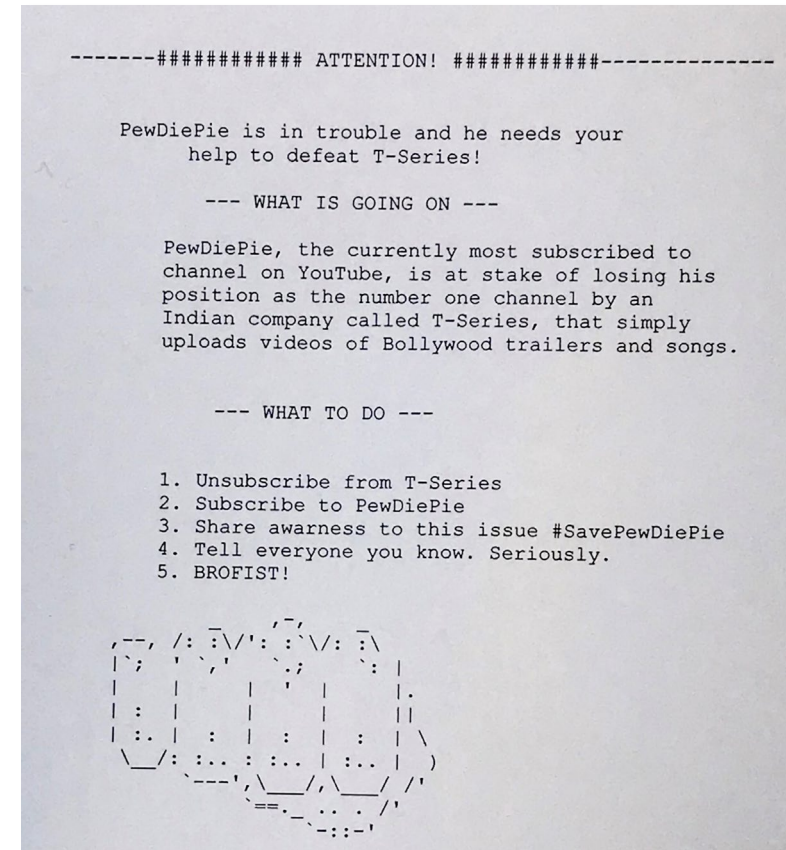 -------############ ATTENTION! ############--------------
PewDiePie is in trouble and he needs your
help to defeat T-Series!
--- WHAT IS GOING ON ---
PewDiePie, the currently most subscribed to
channel on YouTube, is at stake of losing his
position as the number one channel by an
Indian company called T-Series, that simply
uploads videos of Bollywood trailers and songs.
--- WHAT TO DO ---
1. Unsubscribe from T-Series
2. Subscribe to PewDiePie
3. Share awarness to this issue #SavePewDiePie
4. Tell everyone you know. Seriously.
5. BROFIST!